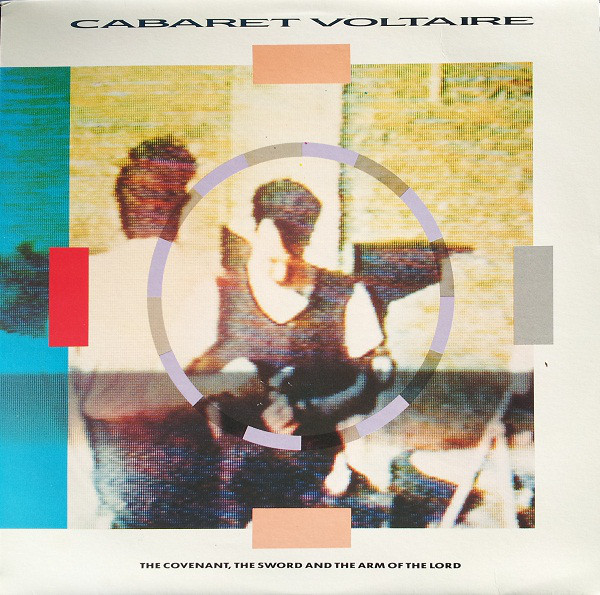 CABARET VOLTAIRE
THE COVENANT, THE SWORD AND THE ARM OF THE LORD